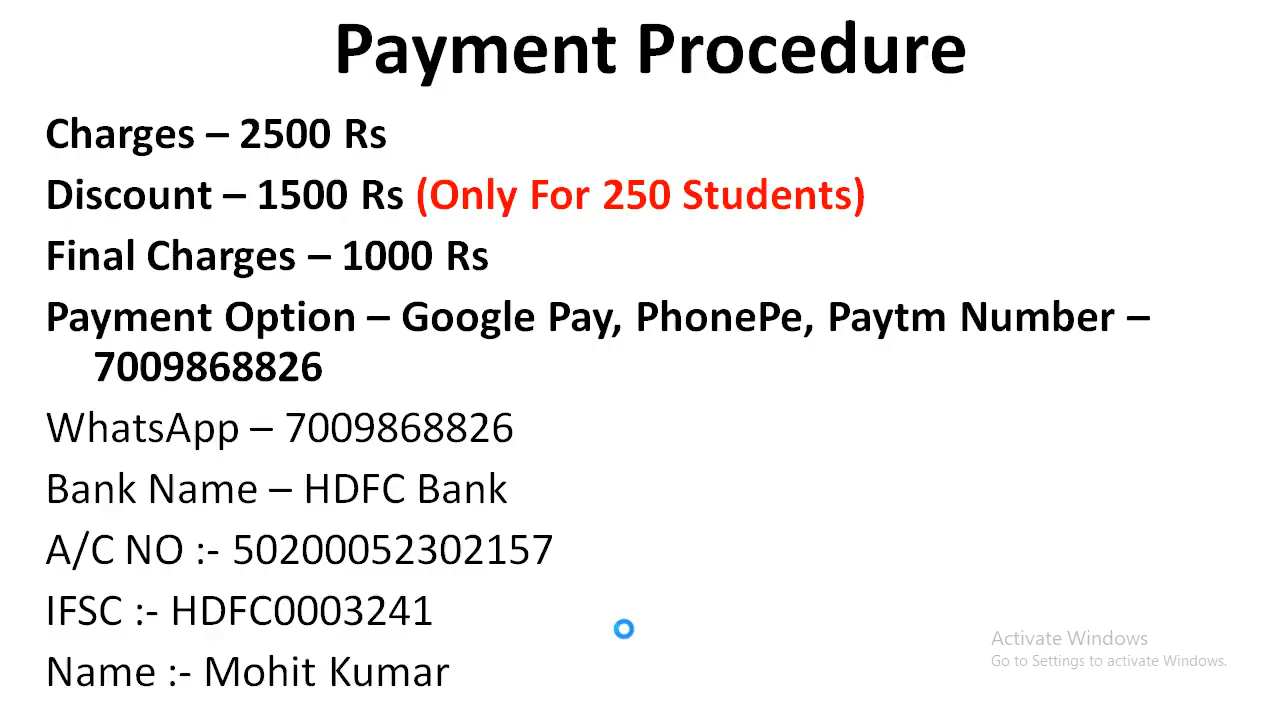 Payment Procedure
Charges – 2500 Rs
Discount – 1500 Rs (Only For 250 Students)
Final Charges – 1000 Rs
Payment Option – Google Pay, PhonePe, Paytm Number –
7009868826
WhatsApp – 7009868826
Bank Name – HDFC Bank
A/C NO :- 50200052302157
IFSC :- HDFC0003241
Name :- Mohit Kumar
Activate Windows
Go to Settings to activate Windows.